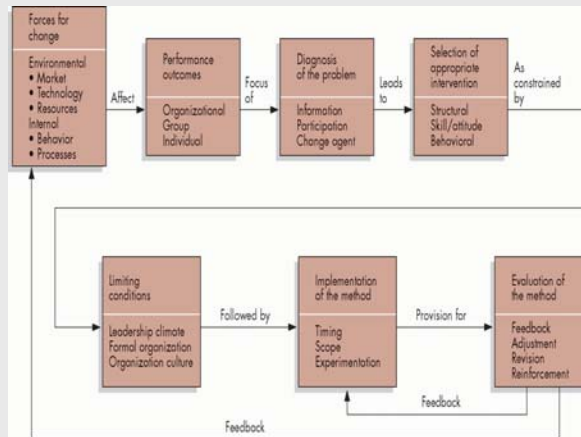 Forces for
change
Environmental
• Market
• Technology
• Resources
Internal
• Behavior
• Processes
Affect
Performance
outcomes
Organizational
Group
Individual
Focus
of
Diagnosis
of the problem
Information
Participation
Change agent
Leads
to
Selection of
appropriate
intervention
Structural
Skill/attitude
Behavioral
As
constrained
by
Limiting
conditions
Leadership climate
Formal organization
Organization culture
Followed by
Implementation
of the method
Timing
Scope
Experimentation
Provision for
Evaluation of
the method
Feedback
Adjustment
Revision
Reinforcement
Feedback
Feedback